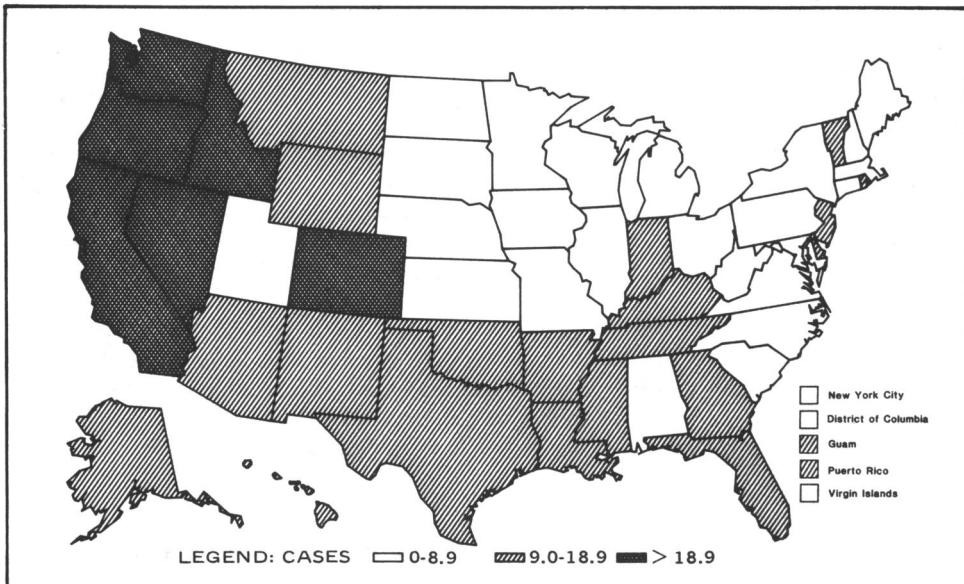 New York City
District of Columbia
Guam
Puerto Rico
Virgin Islands
LEGEND: CASES 0-8.9 9.0-18.9 > 18.9